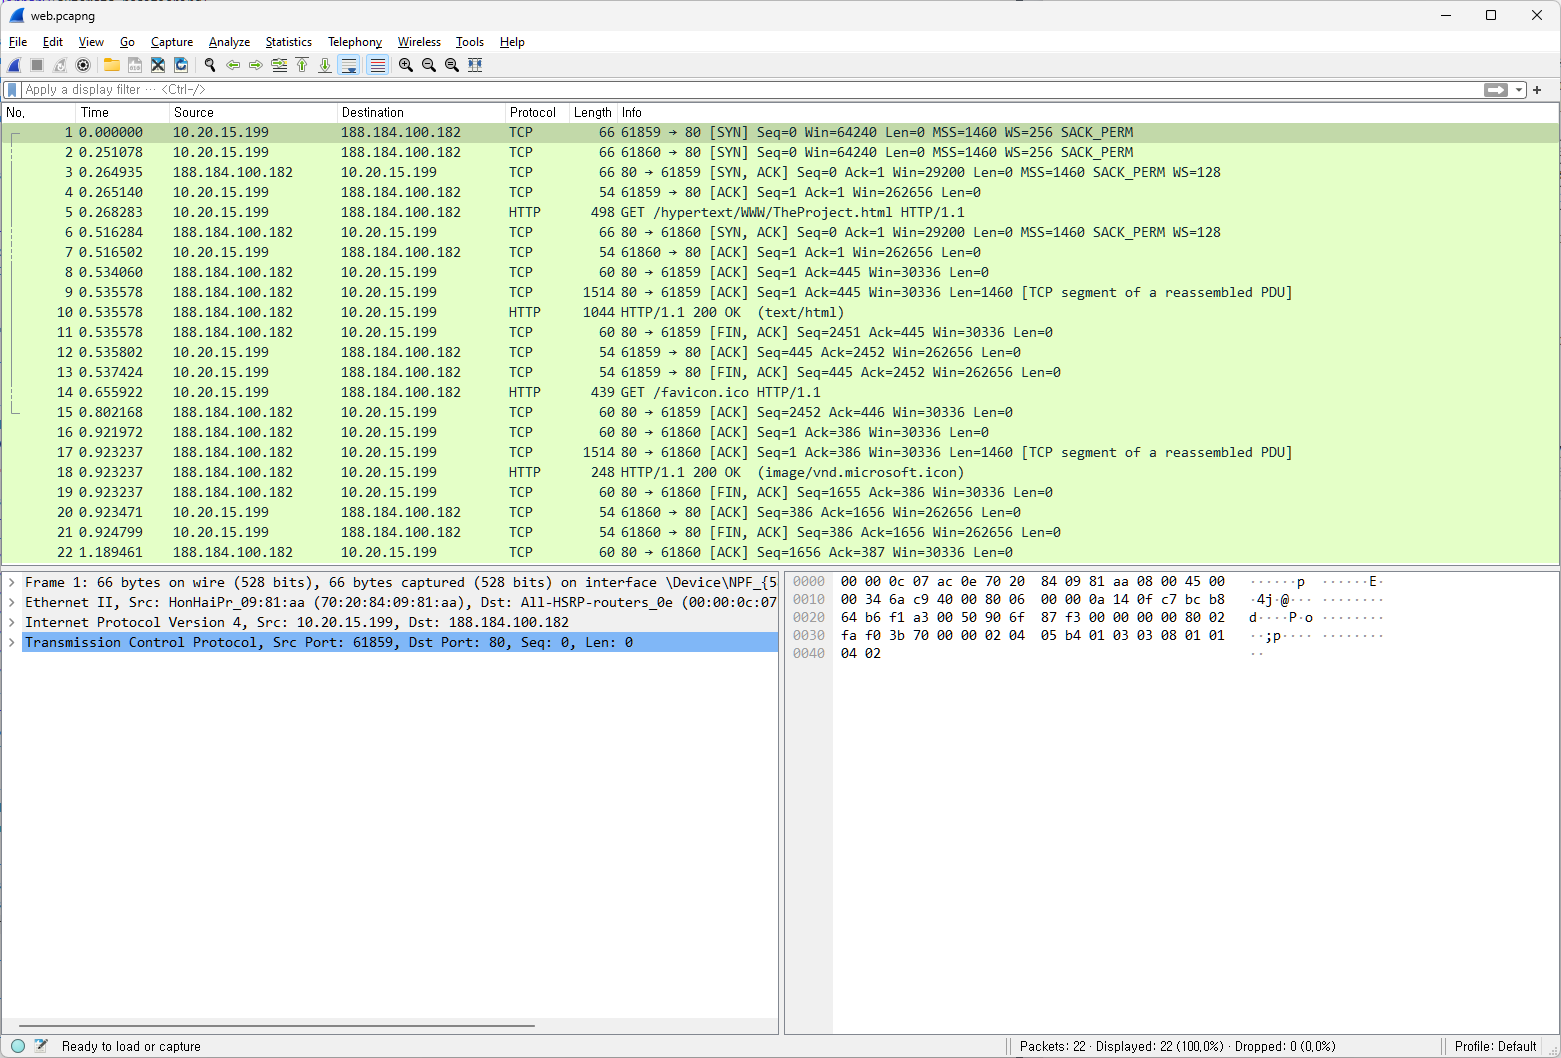 web.pcapng
File Edit View Go Capture Analyze Statistics Telephony Wireless Tools Help
Apply a display filter ··· <Ctrl-/>
No. Time Source Destination Protocol Length Info
1 0.000000 10.20.15.199 188.184.100.182 TCP 66 61859 → 80 [SYN] Seq=0 Win=64240 Len=0 MSS=1460 WS=256 SACK_PERM
2 0.251078 10.20.15.199 188.184.100.182 TCP 66 61860 → 80 [SYN] Seq=0 Win=64240 Len=0 MSS=1460 WS=256 SACK_PERM
3 0.264935 188.184.100.182 10.20.15.199 TCP 66 80 → 61859 [SYN, ACK] Seq=0 Ack=1 Win=29200 Len=0 MSS=1460 SACK_PERM WS=128
4 0.265140 10.20.15.199 188.184.100.182 TCP 54 61859 → 80 [ACK] Seq=1 Ack=1 Win=262656 Len=0
5 0.268283 10.20.15.199 188.184.100.182 HTTP 498 GET /hypertext/WWW/TheProject.html HTTP/1.1
6 0.516284 188.184.100.182 10.20.15.199 TCP 66 80 → 61860 [SYN, ACK] Seq=0 Ack=1 Win=29200 Len=0 MSS=1460 SACK_PERM WS=128
7 0.516502 10.20.15.199 188.184.100.182 TCP 54 61860 → 80 [ACK] Seq=1 Ack=1 Win=262656 Len=0
8 0.534060 188.184.100.182 10.20.15.199 TCP 60 80 → 61859 [ACK] Seq=1 Ack=445 Win=30336 Len=0
9 0.535578 188.184.100.182 10.20.15.199 TCP 1514 80 → 61859 [ACK] Seq=1 Ack=445 Win=30336 Len=1460 [TCP segment of a reassembled PDU]
10 0.535578 188.184.100.182 10.20.15.199 HTTP 1044 HTTP/1.1 200 OK (text/html)
11 0.535578 188.184.100.182 10.20.15.199 TCP 60 80 → 61859 [FIN, ACK] Seq=2451 Ack=445 Win=30336 Len=0
12 0.535802 10.20.15.199 188.184.100.182 TCP 54 61859 → 80 [ACK] Seq=445 Ack=2452 Win=262656 Len=0
13 0.537424 10.20.15.199 188.184.100.182 TCP 54 61859 → 80 [FIN, ACK] Seq=445 Ack=2452 Win=262656 Len=0
14 0.655922 10.20.15.199 188.184.100.182 HTTP 439 GET /favicon.ico HTTP/1.1
15 0.802168 188.184.100.182 10.20.15.199 TCP 60 80 → 61859 [ACK] Seq=2452 Ack=446 Win=30336 Len=0
16 0.921972 188.184.100.182 10.20.15.199 TCP 60 80 → 61860 [ACK] Seq=1 Ack=386 Win=30336 Len=0
17 0.923237 188.184.100.182 10.20.15.199 TCP 1514 80 → 61860 [ACK] Seq=1 Ack=386 Win=30336 Len=1460 [TCP segment of a reassembled PDU]
18 0.923237 188.184.100.182 10.20.15.199 HTTP 248 HTTP/1.1 200 OK (image/vnd.microsoft.icon)
19 0.923237 188.184.100.182 10.20.15.199 TCP 60 80 → 61860 [FIN, ACK] Seq=1655 Ack=386 Win=30336 Len=0
20 0.923471 10.20.15.199 188.184.100.182 TCP 54 61860 → 80 [ACK] Seq=386 Ack=1656 Win=262656 Len=0
21 0.924799 10.20.15.199 188.184.100.182 TCP 54 61860 → 80 [FIN, ACK] Seq=386 Ack=1656 Win=262656 Len=0
22 1.189461 188.184.100.182 10.20.15.199 TCP 60 80 → 61860 [ACK] Seq=1656 Ack=387 Win=30336 Len=0
Frame 1: 66 bytes on wire (528 bits), 66 bytes captured (528 bits) on interface \Device\NPF_{5
Ethernet II, Src: HonHaiPr_09:81:aa (70:20:84:09:81:aa), Dst: All-HSRP-routers_0e (00:00:0c:07
Internet Protocol Version 4, Src: 10.20.15.199, Dst: 188.184.100.182
Transmission Control Protocol, Src Port: 61859, Dst Port: 80, Seq: 0, Len: 0
0000 00 00 0c 07 ac 0e 70 20 84 09 81 aa 08 00 45 00 ······p ······E·
0010 00 34 6a c9 40 00 80 06 00 00 0a 14 0f c7 bc b8 ·4j·@··· ········
0020 64 b6 f1 a3 00 50 90 6f 87 f3 00 00 00 00 80 02 d····P·o ········
0030 fa f0 3b 70 00 00 02 04 05 b4 01 03 03 08 01 01 ··;p···· ········
0040 04 02 ··
Ready to load or capture
Packets: 22 · Displayed: 22 (100,0%) · Dropped: 0 (0,0%)
Profile: Default